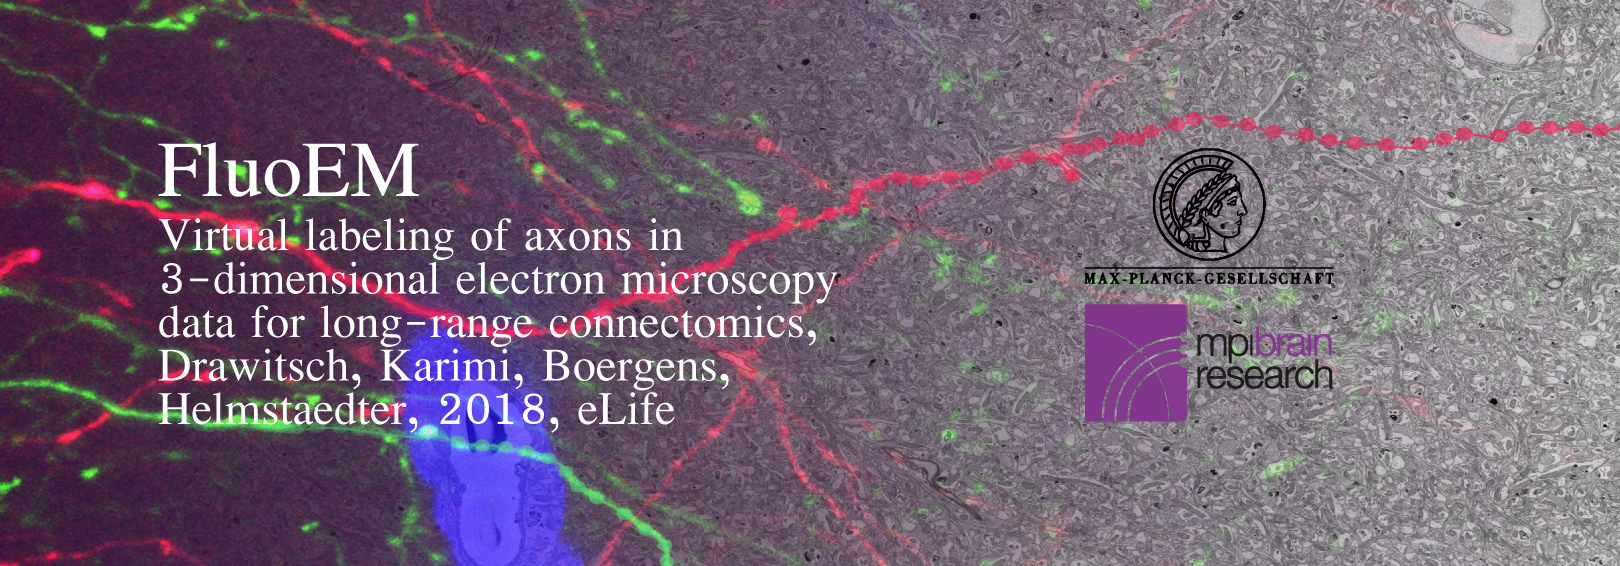 FluoEM
Virtual labeling of axons in
3-dimensional electron microscopy
data for long-range connectomics,
Drawitsch, Karimi, Boergens,
Helmstaedter, 2018, eLife
MAX-PLANCK-GESELLSCHAFT
mpibrain
research